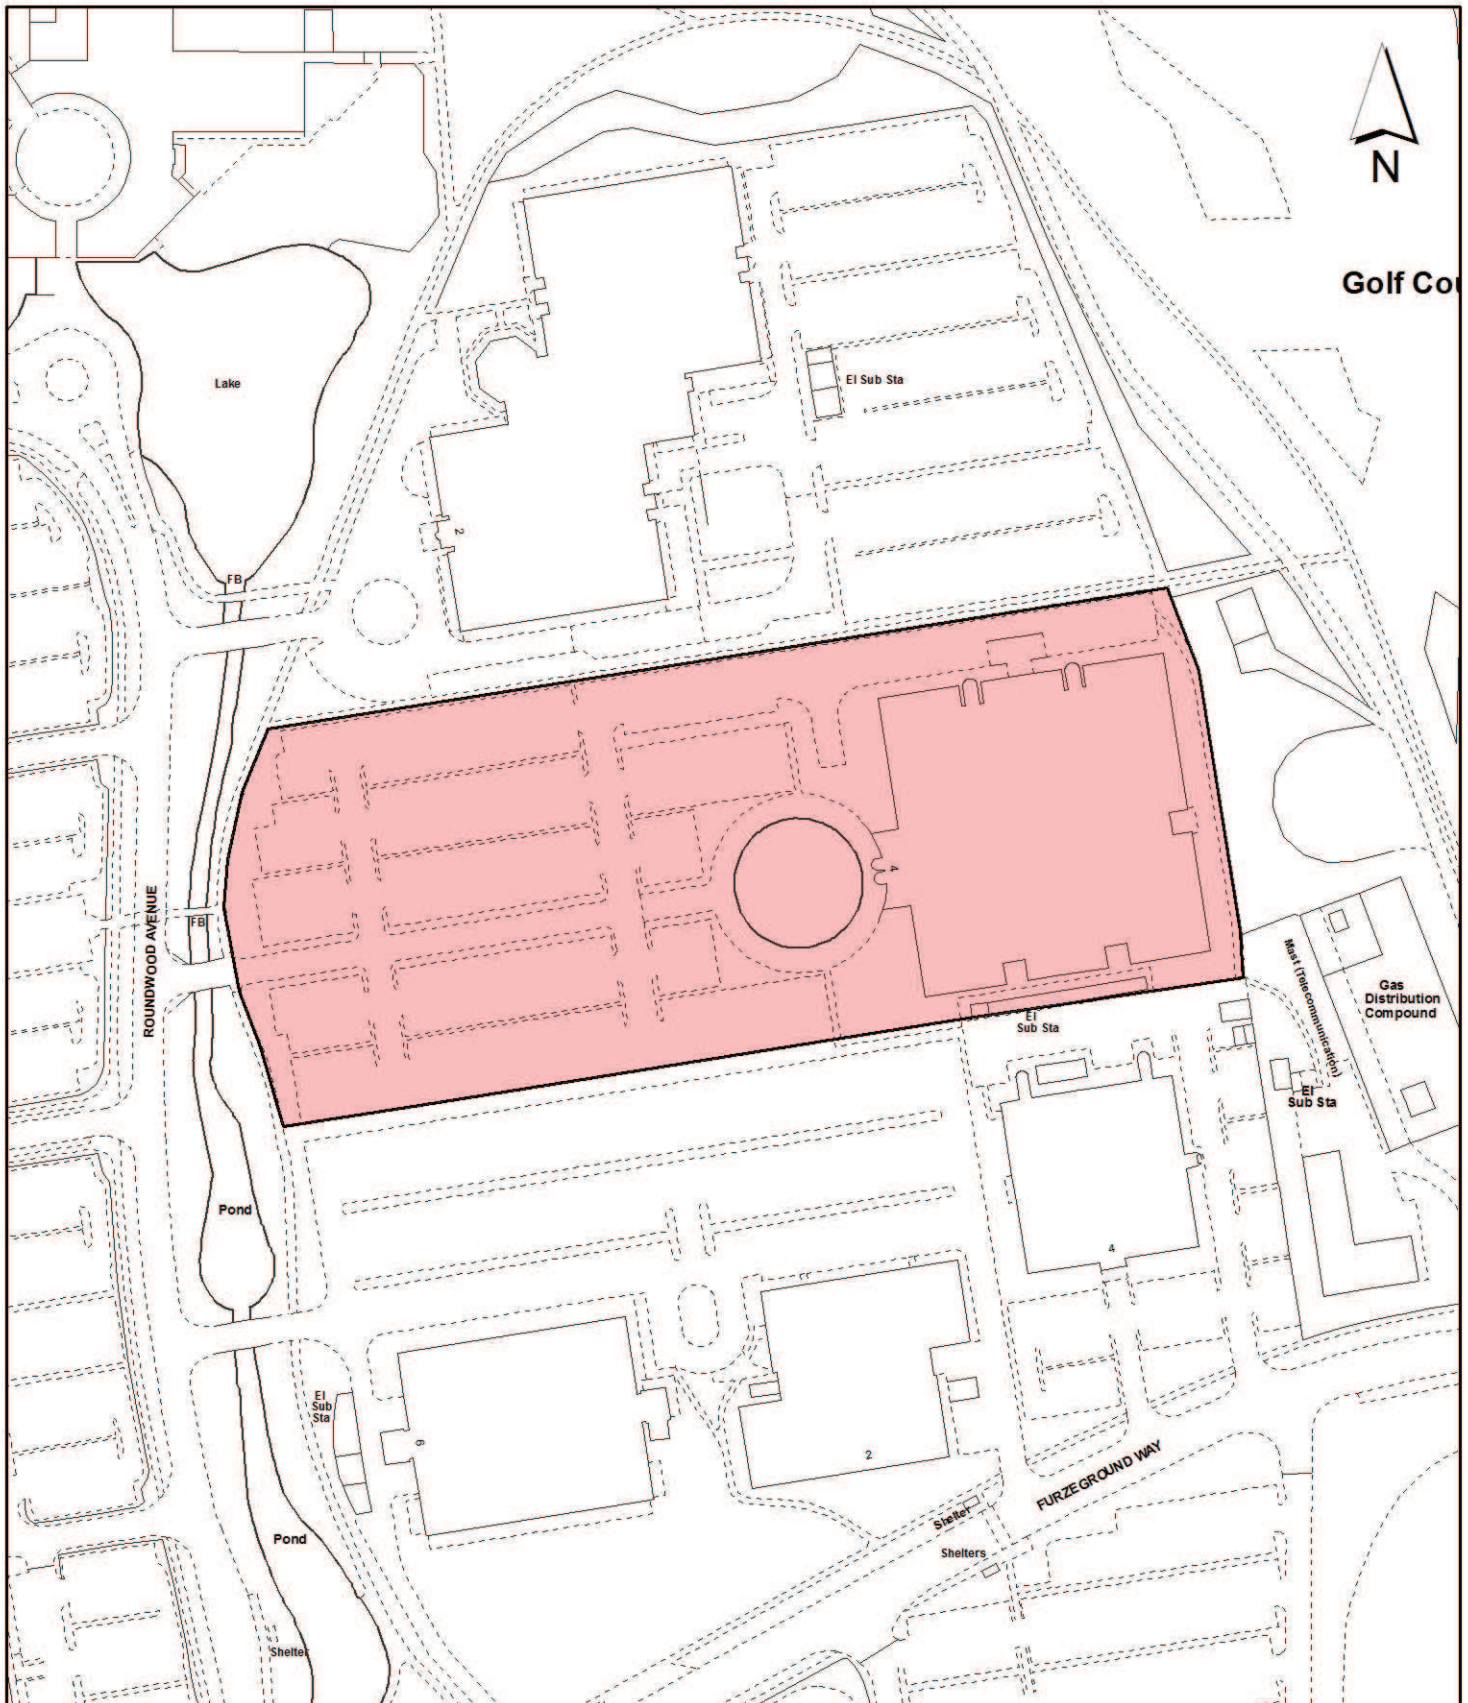 N
Golf Cou
Lake
El Sub Sta
2
FB
4
ROUNDWOOD AVENUE
FB
Mast (Telecommunication)
Gas
Distribution
Compound
El
Sub Sta
El
Sub Sta
Pond
4
El
Sub
Sta
6
2
FURZEGROUND WAY
Shelter
Pond
Shelters
Shelter